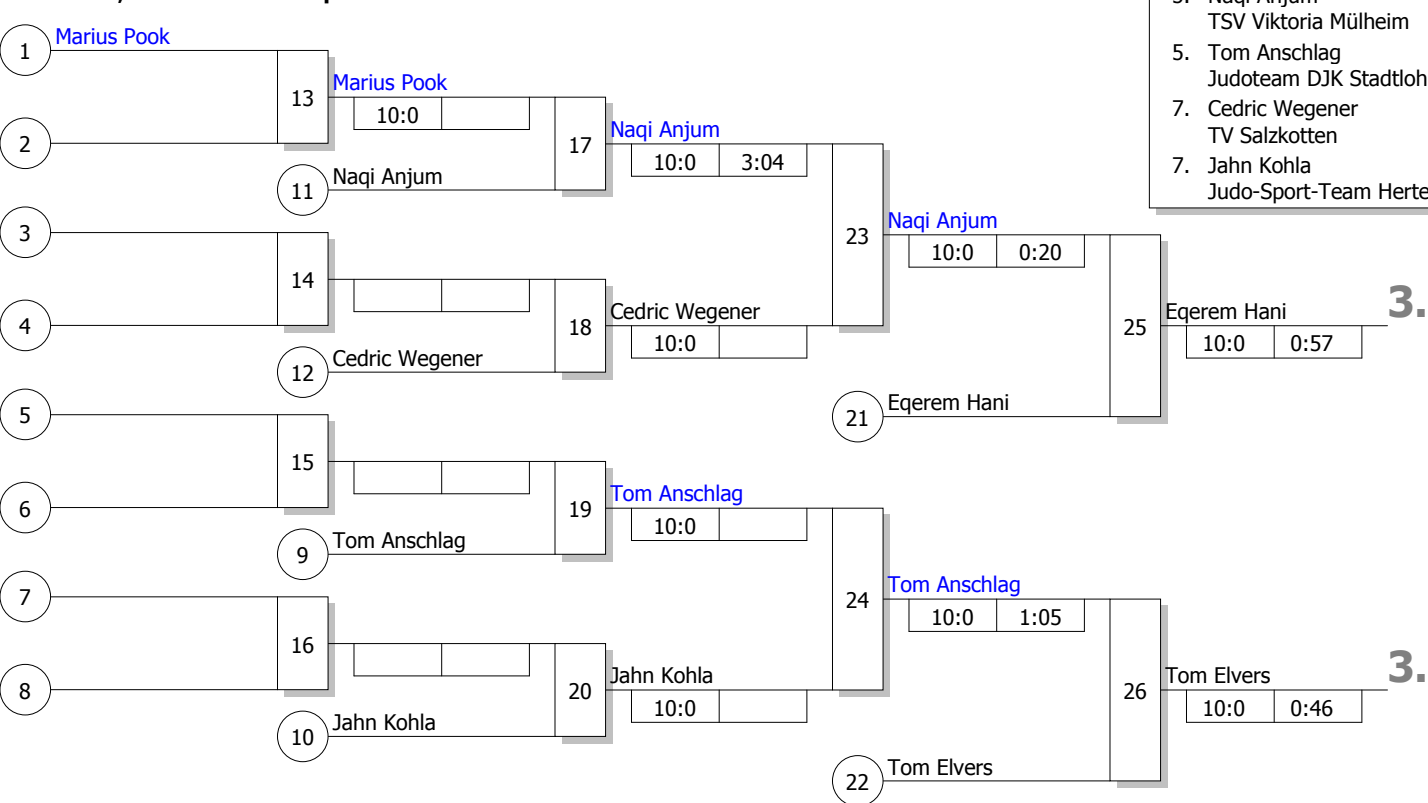 Naqi Anjum
TSV Viktoria Mülheim
5. Tom Anschlag
Judoteam DJK Stadtloh
7. Cedric Wegener
TV Salzkotten
7. Jahn Kohla
Judo-Sport-Team Herte
1 Marius Pook
2
13 Marius Pook
10:0
11 Naqi Anjum
17 Naqi Anjum
10:0 3:04
3
4
14
12 Cedric Wegener
18 Cedric Wegener
10:0
23 Naqi Anjum
10:0 0:20
21 Eqerem Hani
25 Eqerem Hani 3.
10:0 0:57
5
6
15
9 Tom Anschlag
19 Tom Anschlag
10:0
7
8
16
10 Jahn Kohla
20 Jahn Kohla
10:0
24 Tom Anschlag
10:0 1:05
22 Tom Elvers
26 Tom Elvers 3.
10:0 0:46